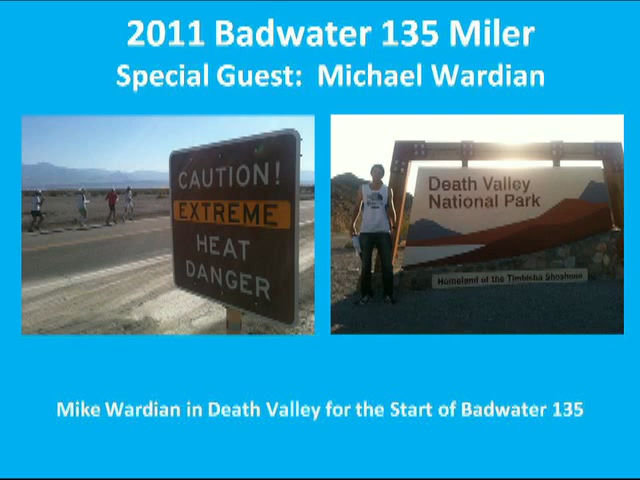 2011 Badwater 135 Miler
Special Guest:  Michael Wardian
CAUTION!
EXTREME
HEAT
DANGER
Death Valley
National Park
Homeland of the Timbisha Shoshone
Mike Wardian in Death Valley for the Start of Badwater 135